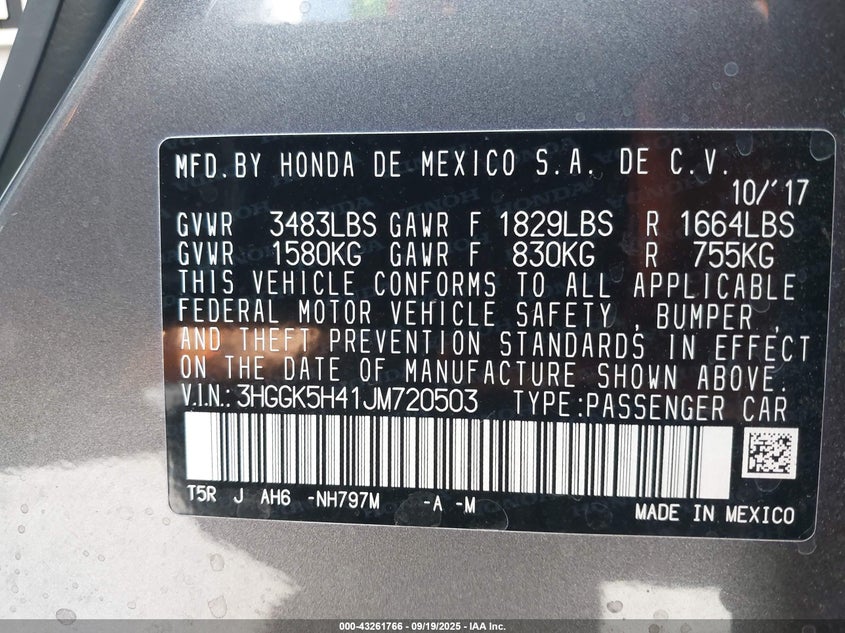 MFD. BY HONDA DE MEXICO S.A. DE C.V.
10/'17
GVWR 3483LBS GAWR F 1829LBS R 1664LBS
GVWR 1580KG GAWR F 830KG R 755KG
THIS VEHICLE CONFORMS TO ALL APPLICABLE
FEDERAL MOTOR VEHICLE SAFETY , BUMPER ,
AND THEFT PREVENTION STANDARDS IN EFFECT
ON THE DATE OF MANUFACTURE SHOWN ABOVE.
V.I.N.: 3HGGK5H41JM720503 TYPE:PASSENGER CAR
T5R J AH6 -NH797M -A -M
MADE IN MEXICO
000-43261766 - 09/19/2025 - IAA Inc.